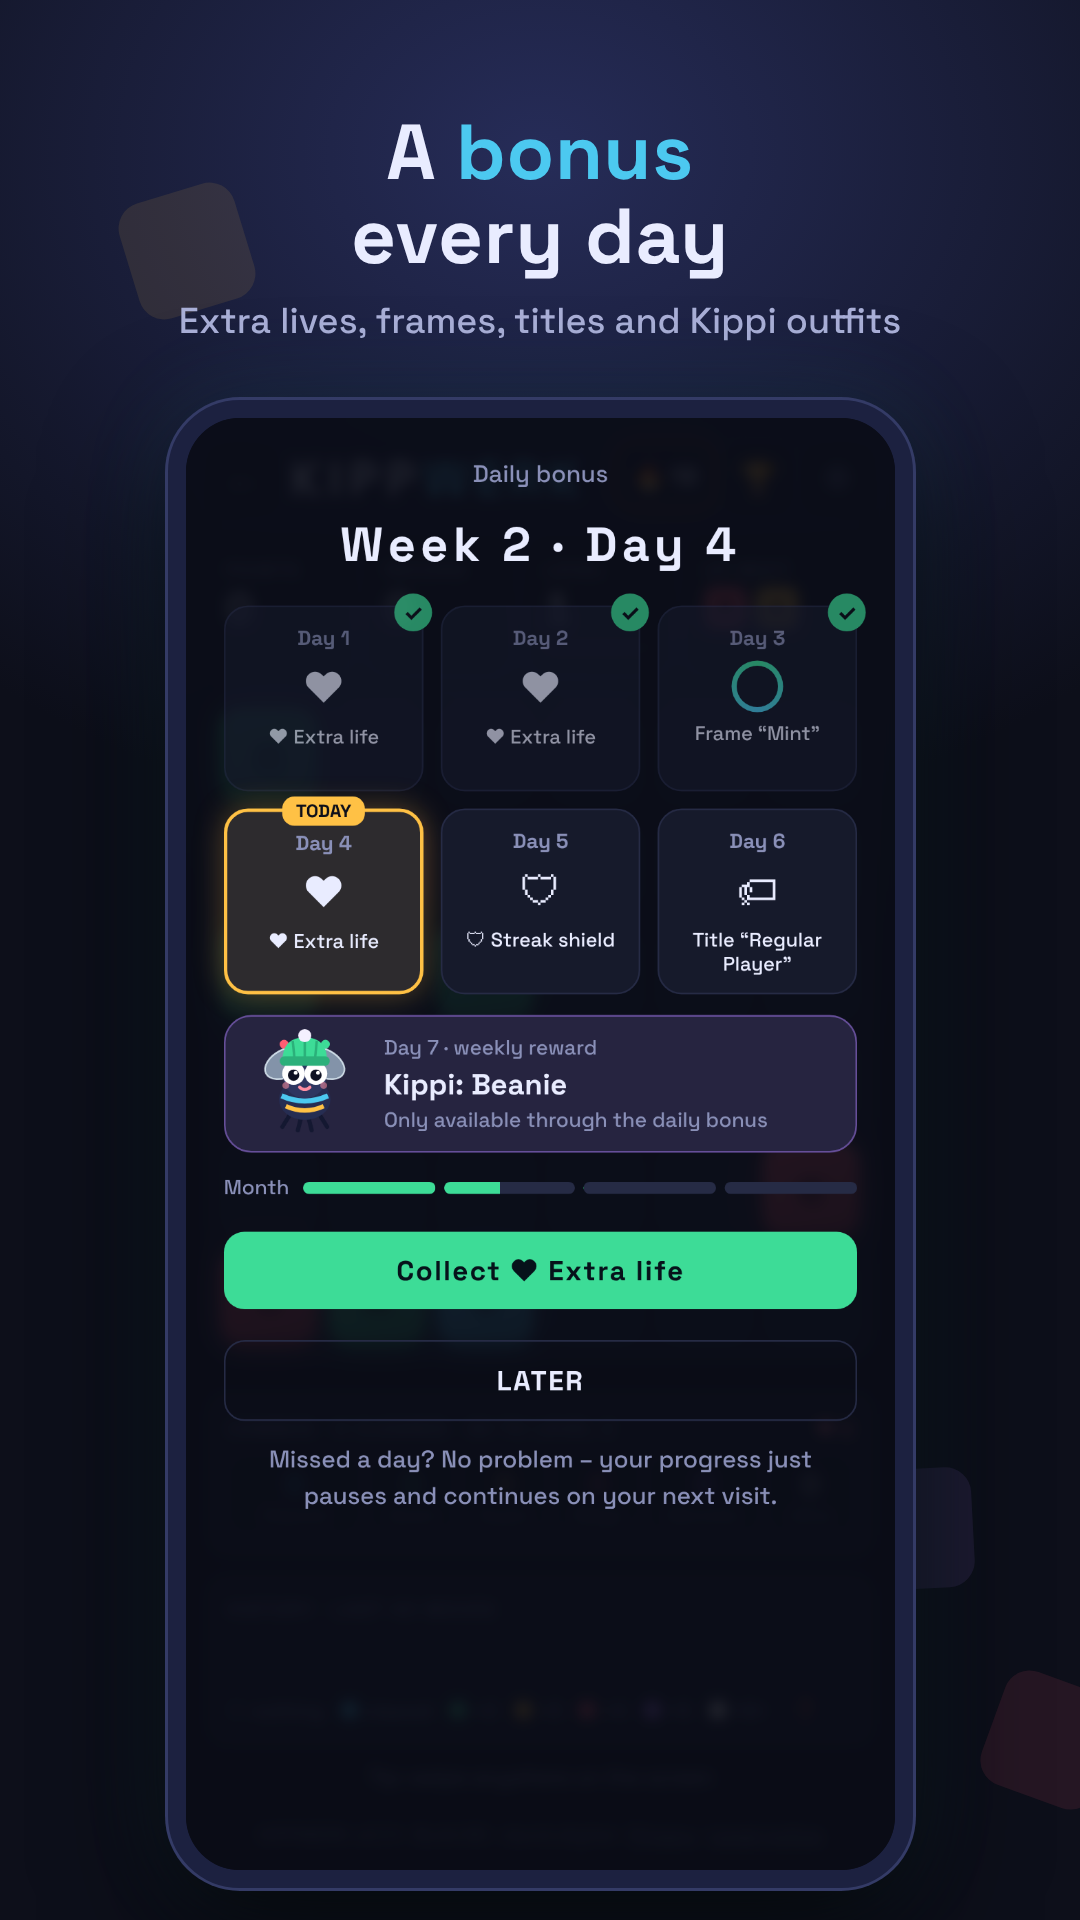 A bonus
every day
Extra lives, frames, titles and Kippi outfits
Daily bonus
Week 2 · Day 4
Day 1
♥ Extra life
Day 2
♥ Extra life
Day 3
Frame “Mint”
TODAY
Day 4
♥ Extra life
Day 5
🛡 Streak shield
Day 6
Title “Regular
Player”
Day 7 · weekly reward
Kippi: Beanie
Only available through the daily bonus
Month
Collect ♥ Extra life
LATER
Missed a day? No problem – your progress just
pauses and continues on your next visit.